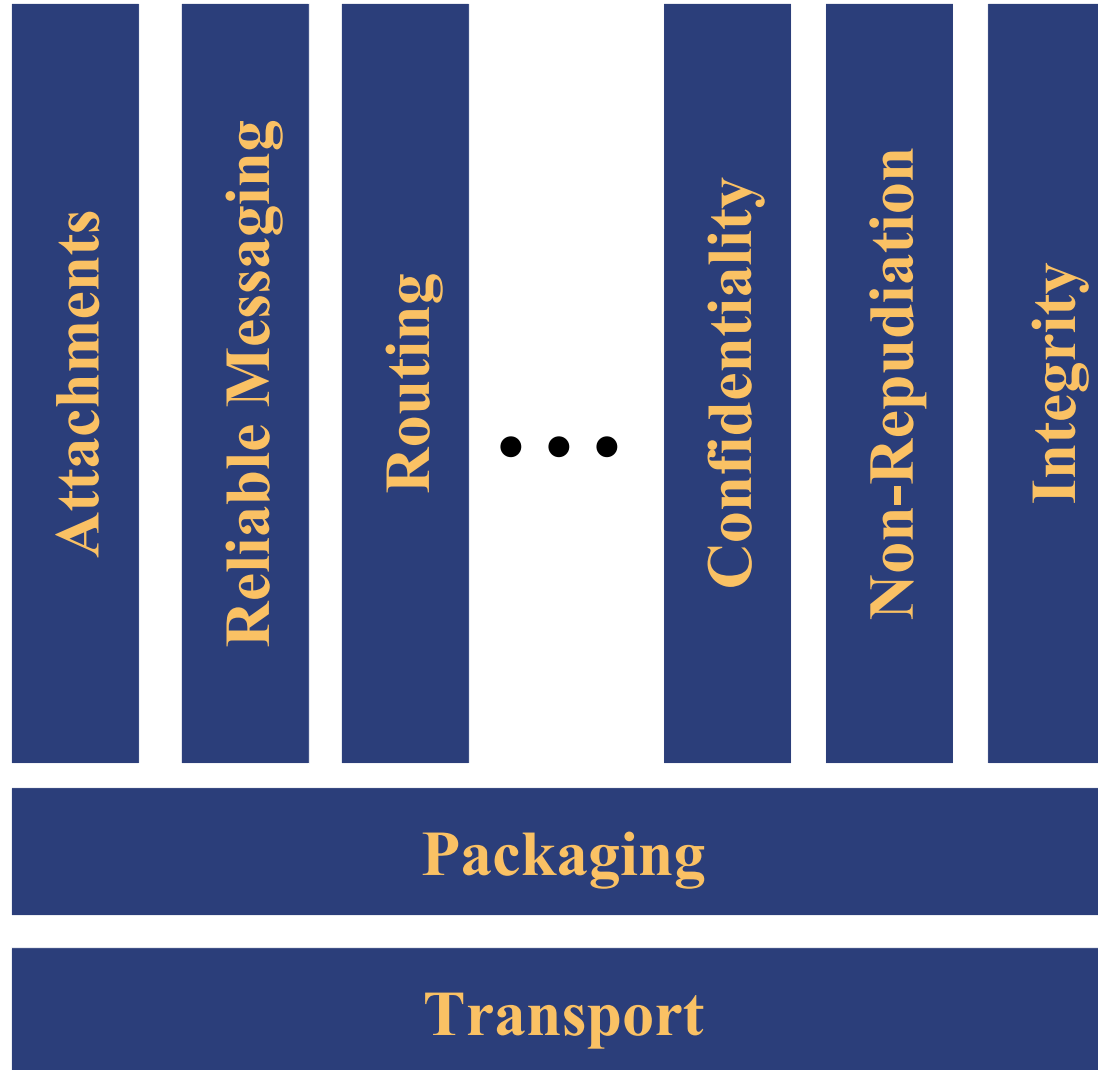 Attachments
Reliable Messaging
Routing
...
Confidentiality
Non-Repudiation
Integrity
Packaging
Transport